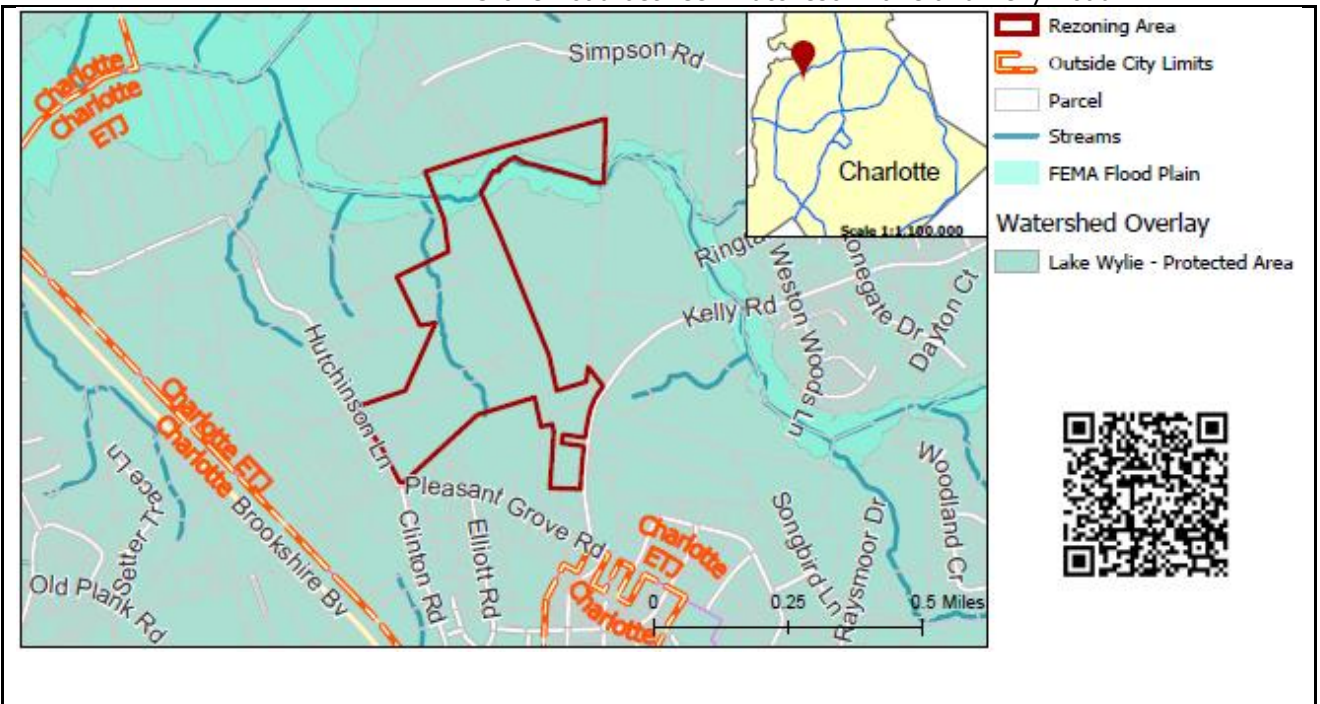 Simpson Rd
Charlotte
Charlotte
ETJ
Charlotte
Scale 1:1,100,000
Kelly Rd
Weston Woods Ln
Dayton Ct
Hutchinson Ln
Charlotte ETJ
Charlotte
Brookshire Bv
Setter Trace Ln
Old Plank Rd
Pleasant Grove Rd
Clinton Rd
Elliott Rd
Charlotte
ETJ
Charlotte
Songbird Ln
Raysmoor Dr
Woodland Cr
0 0.25 0.5 Miles
Rezoning Area
Outside City Limits
Parcel
Streams
FEMA Flood Plain
Watershed Overlay
Lake Wylie - Protected Area